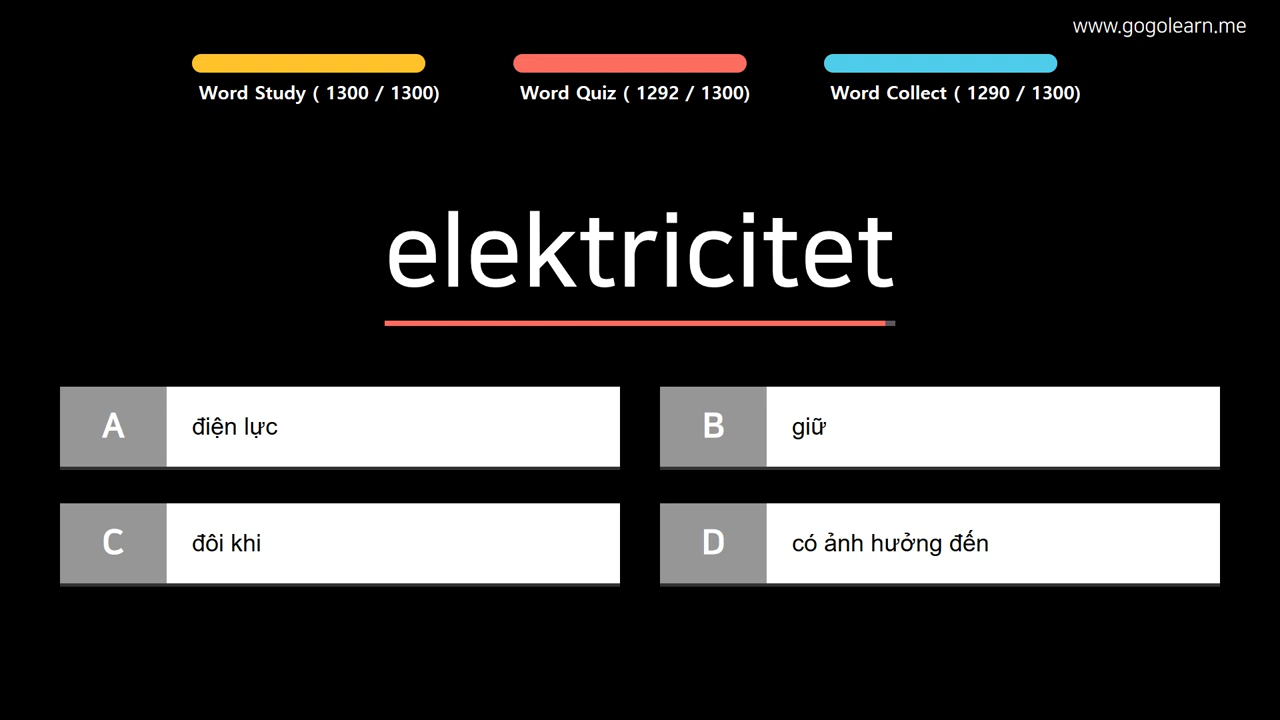 www.gogolearn.me
Word Study ( 1300 / 1300)
Word Quiz ( 1292 / 1300)
Word Collect ( 1290 / 1300)
elektricitet
A điện lực
B giữ
C đôi khi
D có ảnh hưởng đến